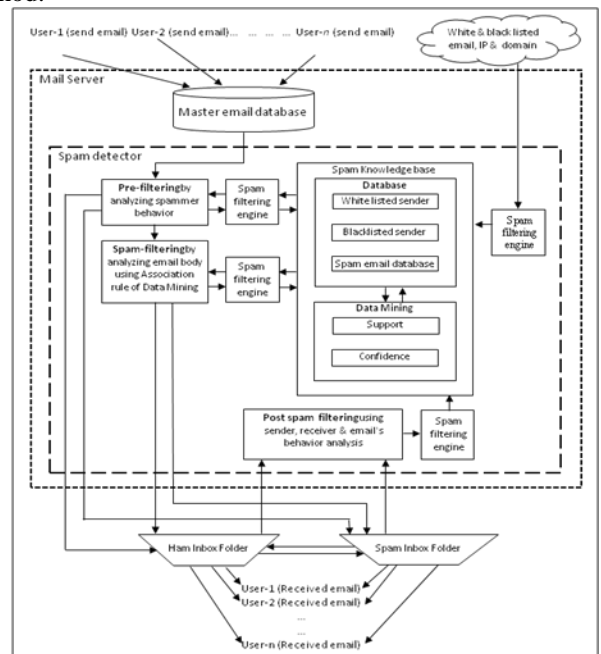 User-1 (send email) User-2 (send email)... ... ... ... User-n (send email)
White & black listed
email, IP & domain
Mail Server
Master email database
Spam detector
Pre-filteringby
analyzing spammer
behavior
Spam
filtering
engine
Spam Knowledge base
Database
White listed sender
Blacklisted sender
Spam email database
Spam
filtering
engine
Spam-filteringby
analyzing email body
using Association
rule of Data Mining
Spam
filtering
engine
Data Mining
Support
Confidence
Post spam filteringusing
sender, receiver & email's
behavior analysis
Spam
filtering
engine
Ham Inbox Folder
Spam Inbox Folder
User-1 (Received email)
User-2 (Received email)
...
...
User-n (Received email)